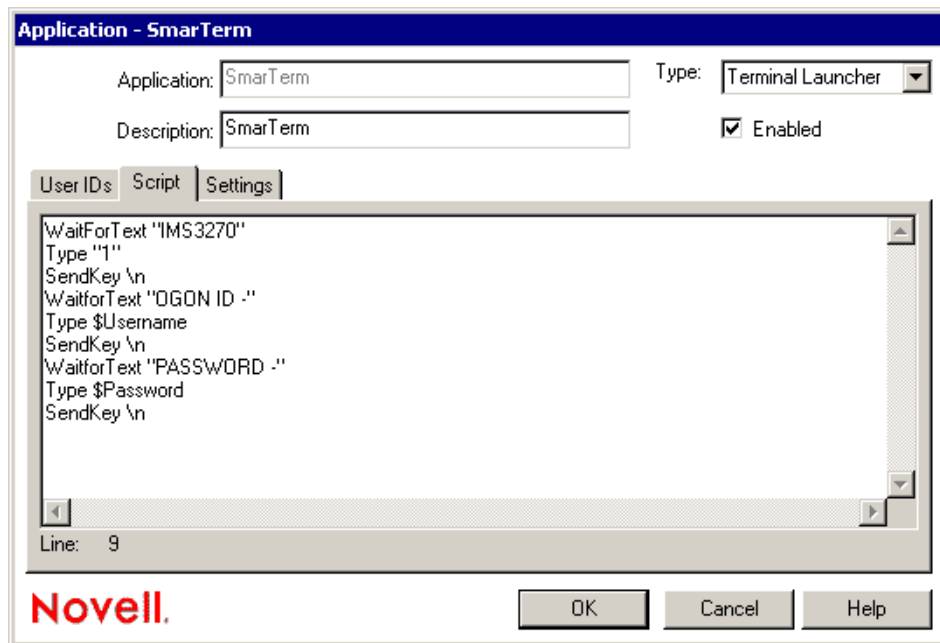 Application - SmarTerm
Application: SmarTerm Type: Terminal Launcher
Description: SmarTerm Enabled
User IDs Script Settings
WaitForText "IMS3270"
Type "1"
SendKey \n
WaitforText "OGON ID -"
Type $Username
SendKey \n
WaitforText "PASSWORD -"
Type $Password
SendKey \n
Line: 9
Novell. OK Cancel Help